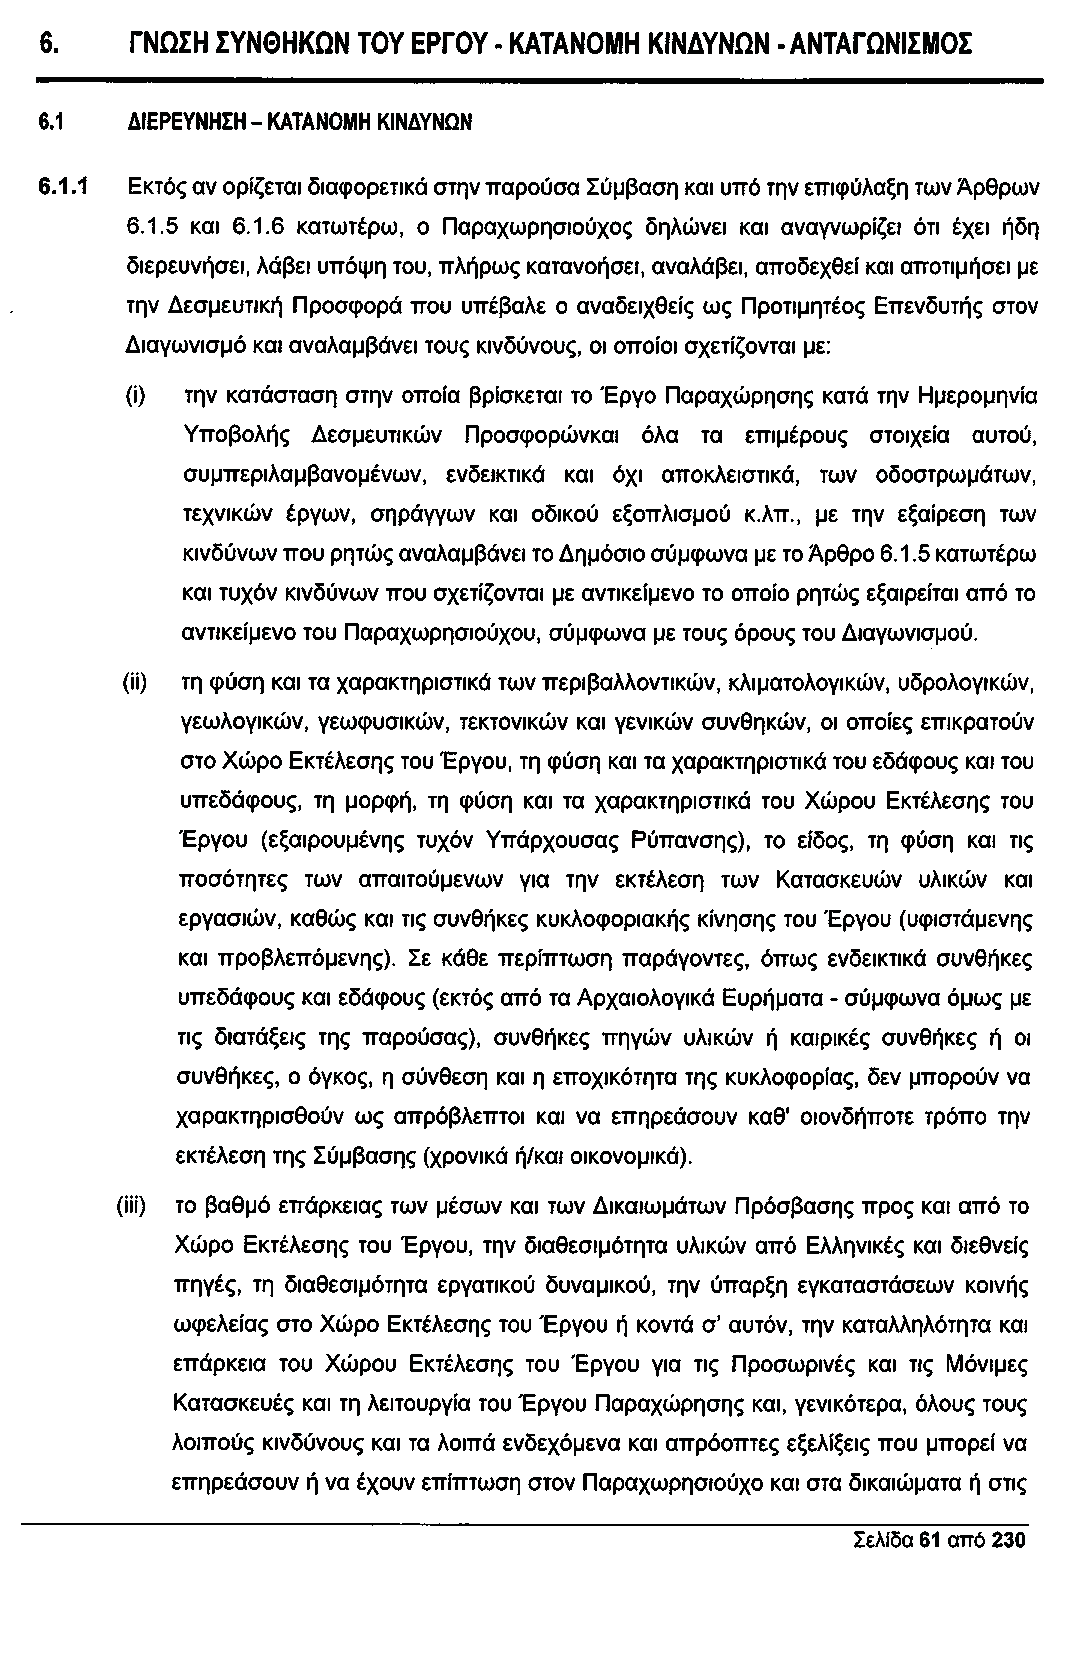 6. ΓΝΩΣΗ ΣΥΝΘΗΚΩΝ ΤΟΥ ΕΡΓΟΥ - ΚΑΤΑΝΟΜΗ ΚΙΝΔΥΝΩΝ - ΑΝΤΑΓΩΝΙΣΜΟΣ
6.1 ΔΙΕΡΕΥΝΗΣΗ – ΚΑΤΑΝΟΜΗ ΚΙΝΔΥΝΩΝ
6.1.1 Εκτός αν ορίζεται διαφορετικά στην παρούσα Σύμβαση και υπό την επιφύλαξη των Άρθρων
6.1.5 και 6.1.6 κατωτέρω, ο Παραχωρησιούχος δηλώνει και αναγνωρίζει ότι έχει ήδη
διερευνήσει, λάβει υπόψη του, πλήρως κατανοήσει, αναλάβει, αποδεχθεί και αποτιμήσει με
την Δεσμευτική Προσφορά που υπέβαλε ο αναδειχθείς ως Προτιμητέος Επενδυτής στον
Διαγωνισμό και αναλαμβάνει τους κινδύνους, οι οποίοι σχετίζονται με:
(i) την κατάσταση στην οποία βρίσκεται το Έργο Παραχώρησης κατά την Ημερομηνία
Υποβολής Δεσμευτικών Προσφορώνκαι όλα τα επιμέρους στοιχεία αυτού,
συμπεριλαμβανομένων, ενδεικτικά και όχι αποκλειστικά, των οδοστρωμάτων,
τεχνικών έργων, σηράγγων και οδικού εξοπλισμού κ.λπ., με την εξαίρεση των
κινδύνων που ρητώς αναλαμβάνει το Δημόσιο σύμφωνα με το Άρθρο 6.1.5 κατωτέρω
και τυχόν κινδύνων που σχετίζονται με αντικείμενο το οποίο ρητώς εξαιρείται από το
αντικείμενο του Παραχωρησιούχου, σύμφωνα με τους όρους του Διαγωνισμού.
(ii) τη φύση και τα χαρακτηριστικά των περιβαλλοντικών, κλιματολογικών, υδρολογικών,
γεωλογικών, γεωφυσικών, τεκτονικών και γενικών συνθηκών, οι οποίες επικρατούν
στο Χώρο Εκτέλεσης του Έργου, τη φύση και τα χαρακτηριστικά του εδάφους και του
υπεδάφους, τη μορφή, τη φύση και τα χαρακτηριστικά του Χώρου Εκτέλεσης του
Έργου (εξαιρουμένης τυχόν Υπάρχουσας Ρύπανσης), το είδος, τη φύση και τις
ποσότητες των απαιτούμενων για την εκτέλεση των Κατασκευών υλικών και
εργασιών, καθώς και τις συνθήκες κυκλοφοριακής κίνησης του Έργου (υφιστάμενης
και προβλεπόμενης). Σε κάθε περίπτωση παράγοντες, όπως ενδεικτικά συνθήκες
υπεδάφους και εδάφους (εκτός από τα Αρχαιολογικά Ευρήματα - σύμφωνα όμως με
τις διατάξεις της παρούσας), συνθήκες πηγών υλικών ή καιρικές συνθήκες ή οι
συνθήκες, ο όγκος, η σύνθεση και η εποχικότητα της κυκλοφορίας, δεν μπορούν να
χαρακτηρισθούν ως απρόβλεπτοι και να επηρεάσουν καθ' οιονδήποτε τρόπο την
εκτέλεση της Σύμβασης (χρονικά ή/και οικονομικά).
(iii) το βαθμό επάρκειας των μέσων και των Δικαιωμάτων Πρόσβασης προς και από το
Χώρο Εκτέλεσης του Έργου, την διαθεσιμότητα υλικών από Ελληνικές και διεθνείς
πηγές, τη διαθεσιμότητα εργατικού δυναμικού, την ύπαρξη εγκαταστάσεων κοινής
ωφελείας στο Χώρο Εκτέλεσης του Έργου ή κοντά σ' αυτόν, την καταλληλότητα και
επάρκεια του Χώρου Εκτέλεσης του Έργου για τις Προσωρινές και τις Μόνιμες
Κατασκευές και τη λειτουργία του Έργου Παραχώρησης και, γενικότερα, όλους τους
λοιπούς κινδύνους και τα λοιπά ενδεχόμενα και απρόοπτες εξελίξεις που μπορεί να
επηρεάσουν ή να έχουν επίπτωση στον Παραχωρησιούχο και στα δικαιώματα ή στις
Σελίδα 61 από 230